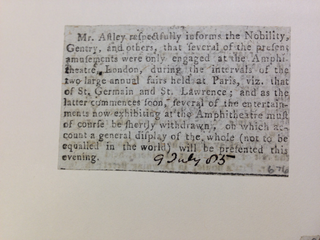 Mr. Astley respectfully informs the Nobility,
Gentry, and others, that several of the present
amusements were only engaged at the Amphi-
theatre, London, during the intervals of the
two large annual fairs held at Paris, viz. that
of St. Germain and St. Lawrence; and as the
latter commences soon, several of the entertain-
ments now exhibiting at the Amphitheatre must
of course be shortly withdrawn, on which ac-
count a general display of the whole (not to be
equalled in the world) will be presented this
evening.
9 July 85